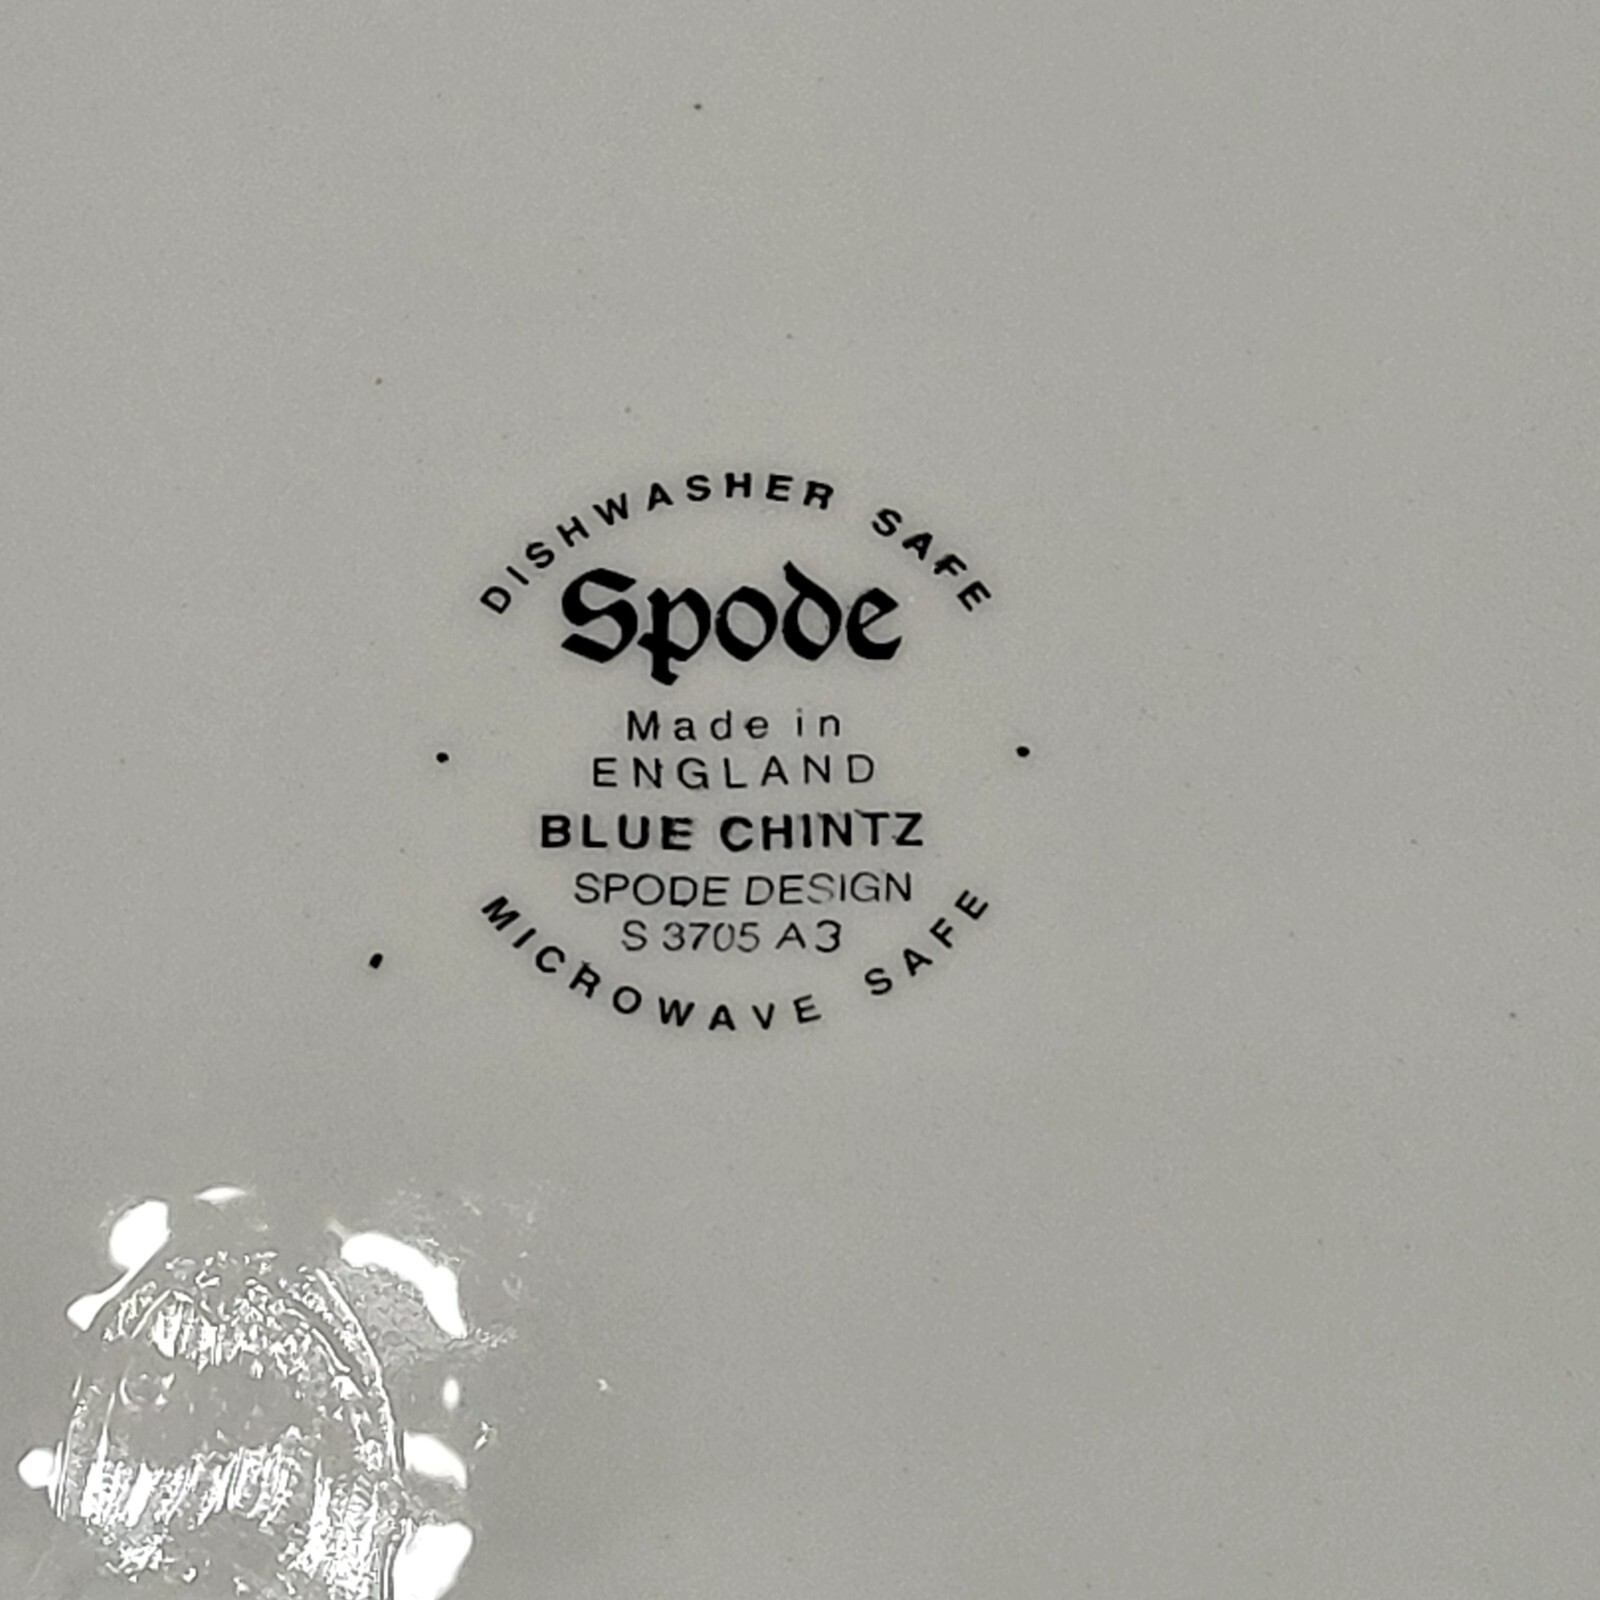 DISHWASHER SAFE
Spode
Made in
ENGLAND
BLUE CHINTZ
SPODE DESIGN
S 3705 A3
MICROWAVE SAFE